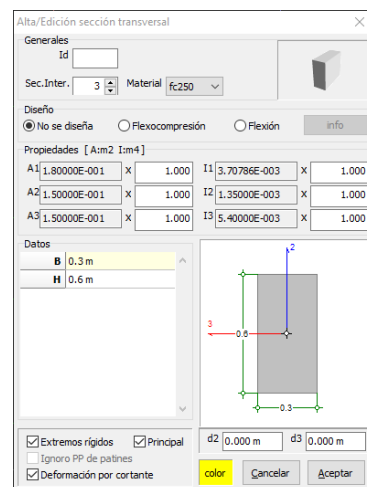 Alta/Edición sección transversal
Generales
Id
Sec.Inter. 3 Material fc250
Diseño
No se diseña Flexocompresión Flexión info
Propiedades [ A:m2 I:m4 ]
A1 1.80000E-001 x 1.000 I1 3.70786E-003 x 1.000
A2 1.50000E-001 x 1.000 I2 1.35000E-003 x 1.000
A3 1.50000E-001 x 1.000 I3 5.40000E-003 x 1.000
Datos
B 0.3 m
H 0.6 m
2
3
0.6
0.3
Extremos rígidos Principal
Ignoro PP de patines
Deformación por cortante
d2 0.000 m d3 0.000 m
color Cancelar Aceptar